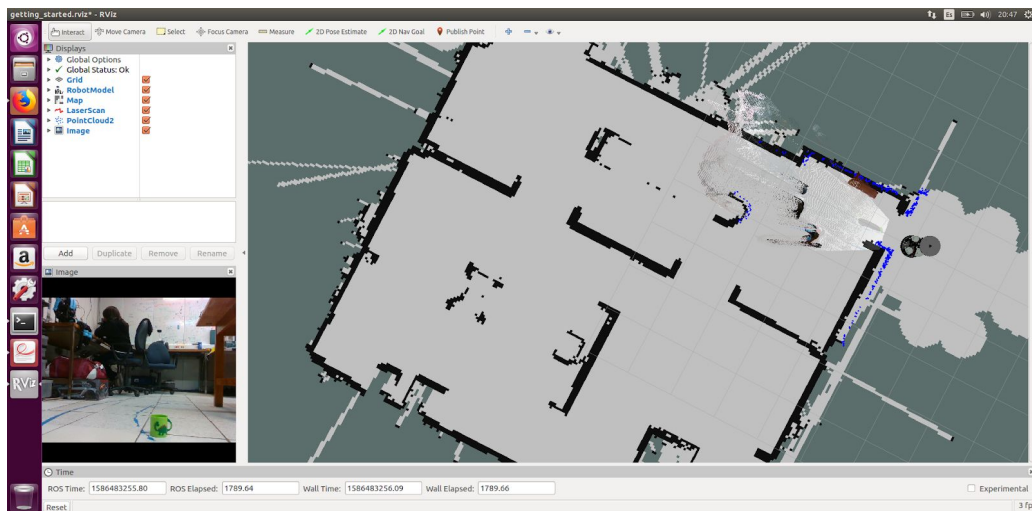 getting_started.rviz* - RViz
Es
20:47
Interact Move Camera Select Focus Camera Measure 2D Pose Estimate 2D Nav Goal Publish Point
Displays
Global Options
Global Status: Ok
Grid
RobotModel
Map
LaserScan
PointCloud2
Image
Add Duplicate Remove Rename
Image
RViz
Time
ROS Time: 1586483255.80 ROS Elapsed: 1789.64 Wall Time: 1586483256.09 Wall Elapsed: 1789.66 Experimental
Reset
3 fp